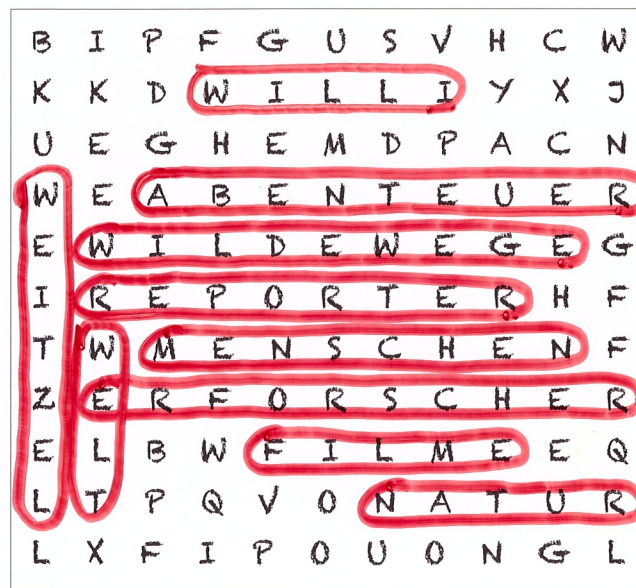 B I P F G U S V H C W
K K D W I L L I Y X J
U E G H E M D P A C N
W E A B E N T E U E R
E W I L D E W E G E G
I R E P O R T E R H F
T W M E N S C H E N F
Z E R F O R S C H E R
E L B W F I L M E E Q
L T P Q V O N A T U R
L X F I P O U O N G L